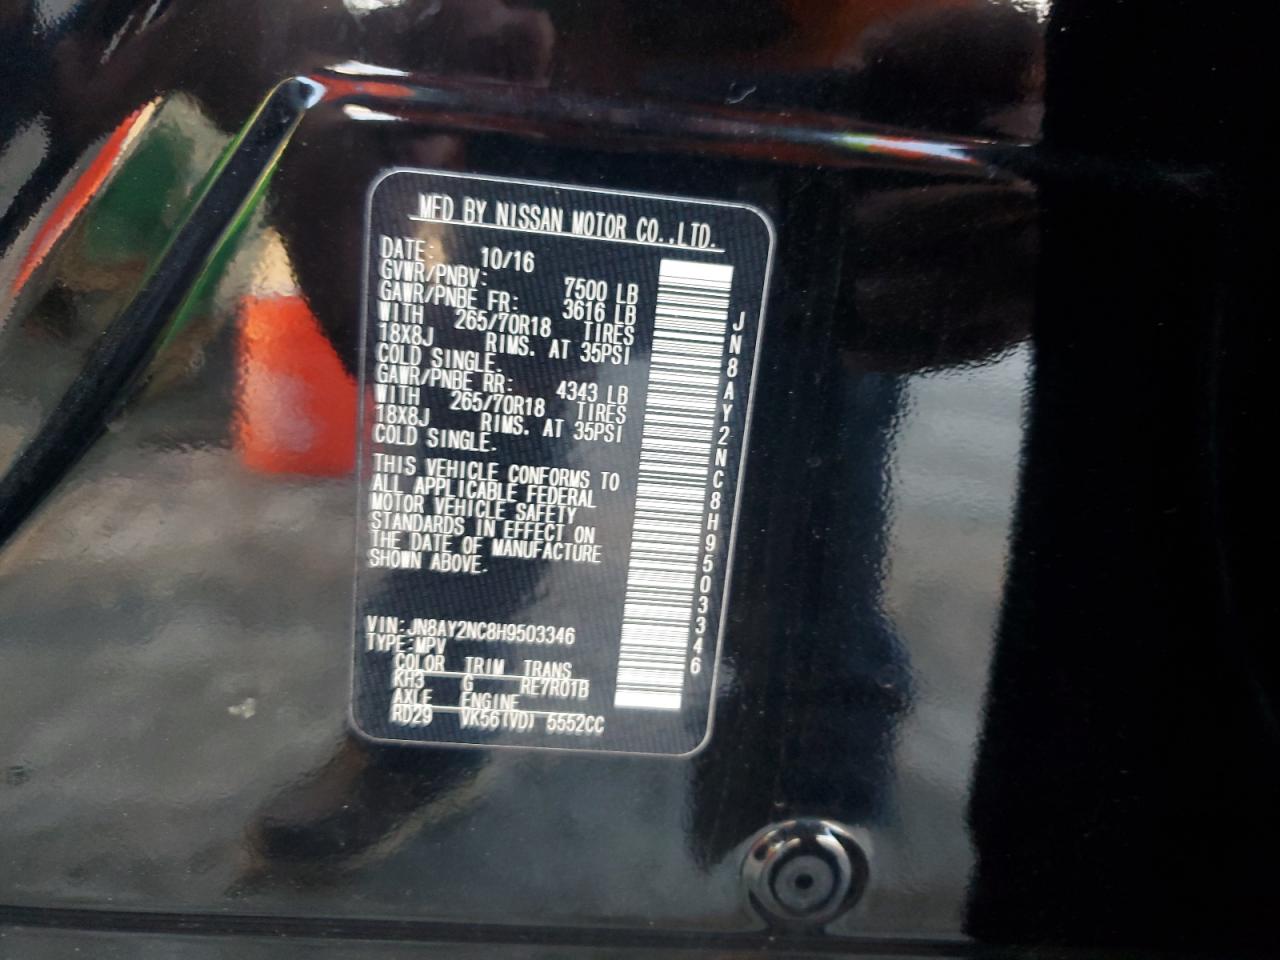 MFD BY NISSAN MOTOR CO.,LTD.
DATE: 10/16
GVWR/PNBV: 7500 LB
GAWR/PNBE FR: 3616 LB
WITH 265/70R18 TIRES
18X8J RIMS. AT 35PSI
COLD SINGLE.
GAWR/PNBE RR: 4343 LB
WITH 265/70R18 TIRES
18X8J RIMS. AT 35PSI
COLD SINGLE.
THIS VEHICLE CONFORMS TO
ALL APPLICABLE FEDERAL
MOTOR VEHICLE SAFETY
STANDARDS IN EFFECT ON
THE DATE OF MANUFACTURE
SHOWN ABOVE.
VIN:JN8AY2NC8H9503346
TYPE:MPV
COLOR TRIM TRANS
KH3 G RE7R01B
AXLE ENGINE
RD29 VK56(VD) 5552CC
JN8AY2NC8H9503346